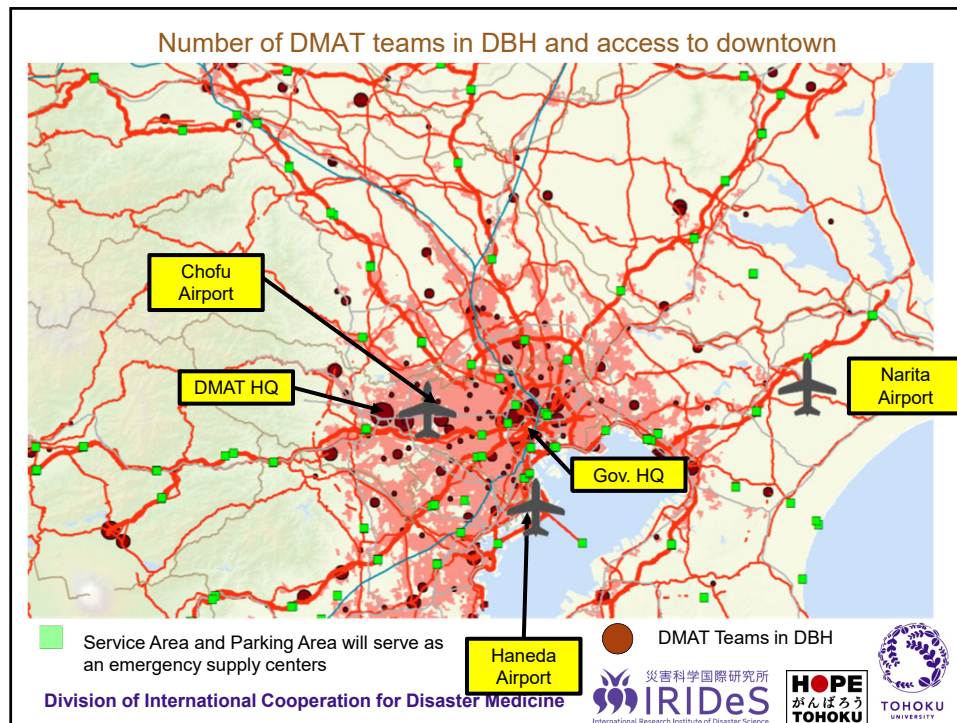 Number of DMAT teams in DBH and access to downtown
Chofu
Airport
DMAT HQ
Narita
Airport
Gov. HQ
Haneda
Airport
Service Area and Parking Area will serve as
an emergency supply centers
DMAT Teams in DBH
Division of International Cooperation for Disaster Medicine
災害科学国際研究所
IRIDeS
International Research Institute of Disaster Science
HOPE
がんばろう
TOHOKU
TOHOKU
UNIVERSITY